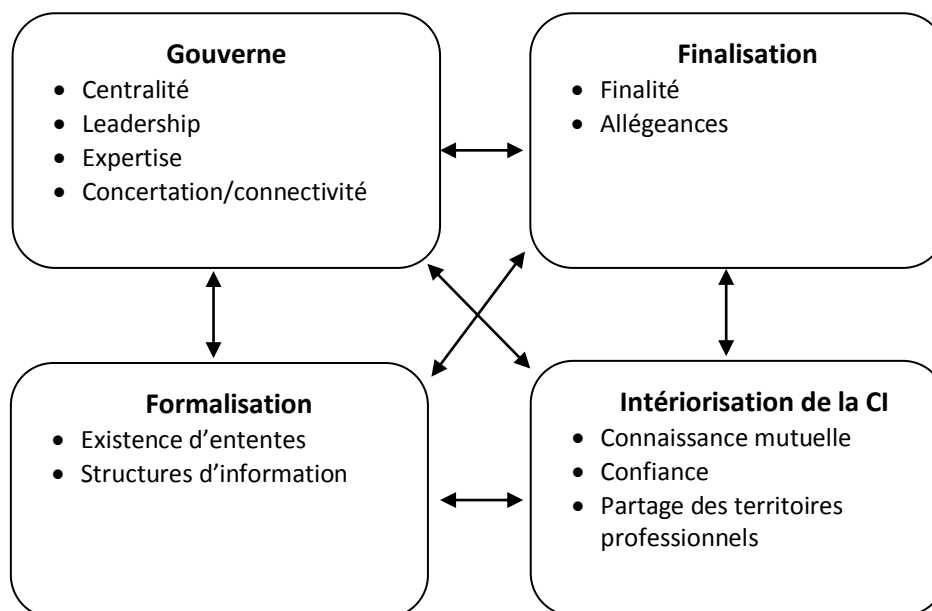 Gouverne
• Centralité
• Leadership
• Expertise
• Concertation/connectivité
Finalisation
• Finalité
• Allégeances
Formalisation
• Existence d'ententes
• Structures d'information
Intériorisation de la CI
• Connaissance mutuelle
• Confiance
• Partage des territoires
professionnels